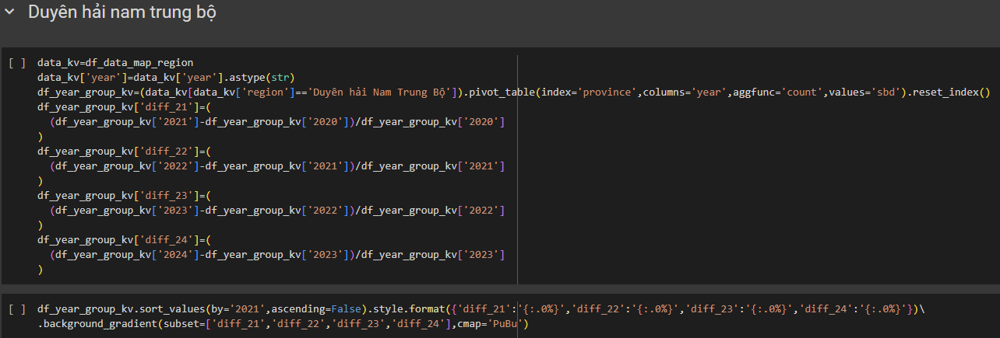 Duyên hải nam trung bộ
[ ] data_kv=df_data_map_region
data_kv['year']=data_kv['year'].astype(str)
df_year_group_kv=(data_kv[data_kv['region']=='Duyên hải Nam Trung Bộ']).pivot_table(index='province',columns='year',aggfunc='count',values='sbd').reset_index()
df_year_group_kv['diff_21']=(
(df_year_group_kv['2021']-df_year_group_kv['2020'])/df_year_group_kv['2020']
)
df_year_group_kv['diff_22']=(
(df_year_group_kv['2022']-df_year_group_kv['2021'])/df_year_group_kv['2021']
)
df_year_group_kv['diff_23']=(
(df_year_group_kv['2023']-df_year_group_kv['2022'])/df_year_group_kv['2022']
)
df_year_group_kv['diff_24']=(
(df_year_group_kv['2024']-df_year_group_kv['2023'])/df_year_group_kv['2023']
)
[ ] df_year_group_kv.sort_values(by='2021',ascending=False).style.format({'diff_21':'{:.0%}','diff_22':'{:.0%}','diff_23':'{:.0%}','diff_24':'{:.0%}'})\
.background_gradient(subset=['diff_21','diff_22','diff_23','diff_24'],cmap='PuBu')